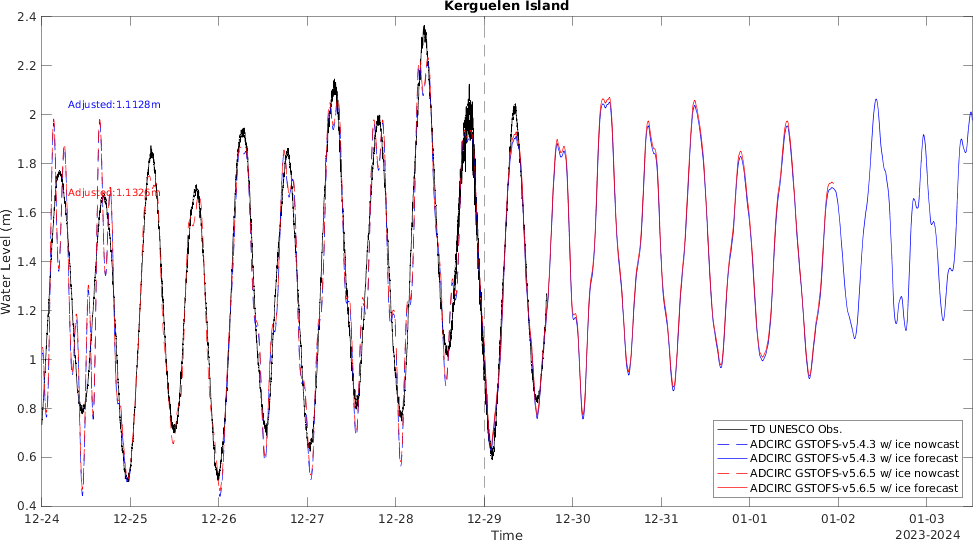 Kerguelen Island
2.4
2.2
2
1.8
1.6
1.4
1.2
1
0.8
0.6
0.4
Water Level (m)
Adjusted:1.1128m
Adjusted:1.1326m
TD UNESCO Obs.
ADCIRC GSTOFS-v5.4.3 w/ ice nowcast
ADCIRC GSTOFS-v5.4.3 w/ ice forecast
ADCIRC GSTOFS-v5.6.5 w/ ice nowcast
ADCIRC GSTOFS-v5.6.5 w/ ice forecast
12-24 12-25 12-26 12-27 12-28 12-29 12-30 12-31 01-01 01-02 01-03
Time
2023-2024